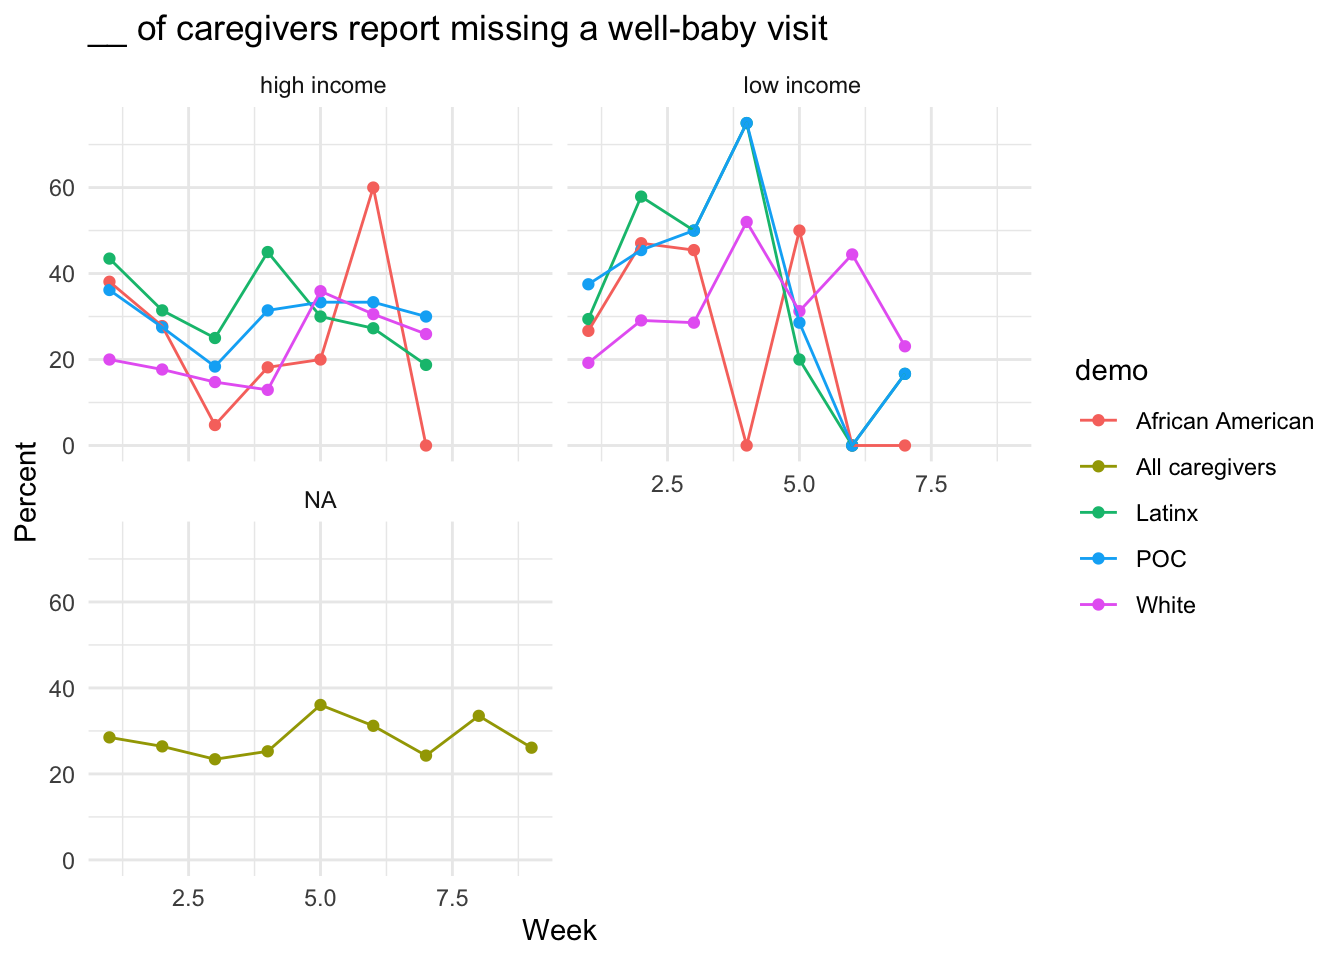 __ of caregivers report missing a well-baby visit
high income
low income
60
40
20
0
2.5 5.0 7.5
NA
60
40
20
0
2.5 5.0 7.5
Percent
Week
demo
African American
All caregivers
Latinx
POC
White